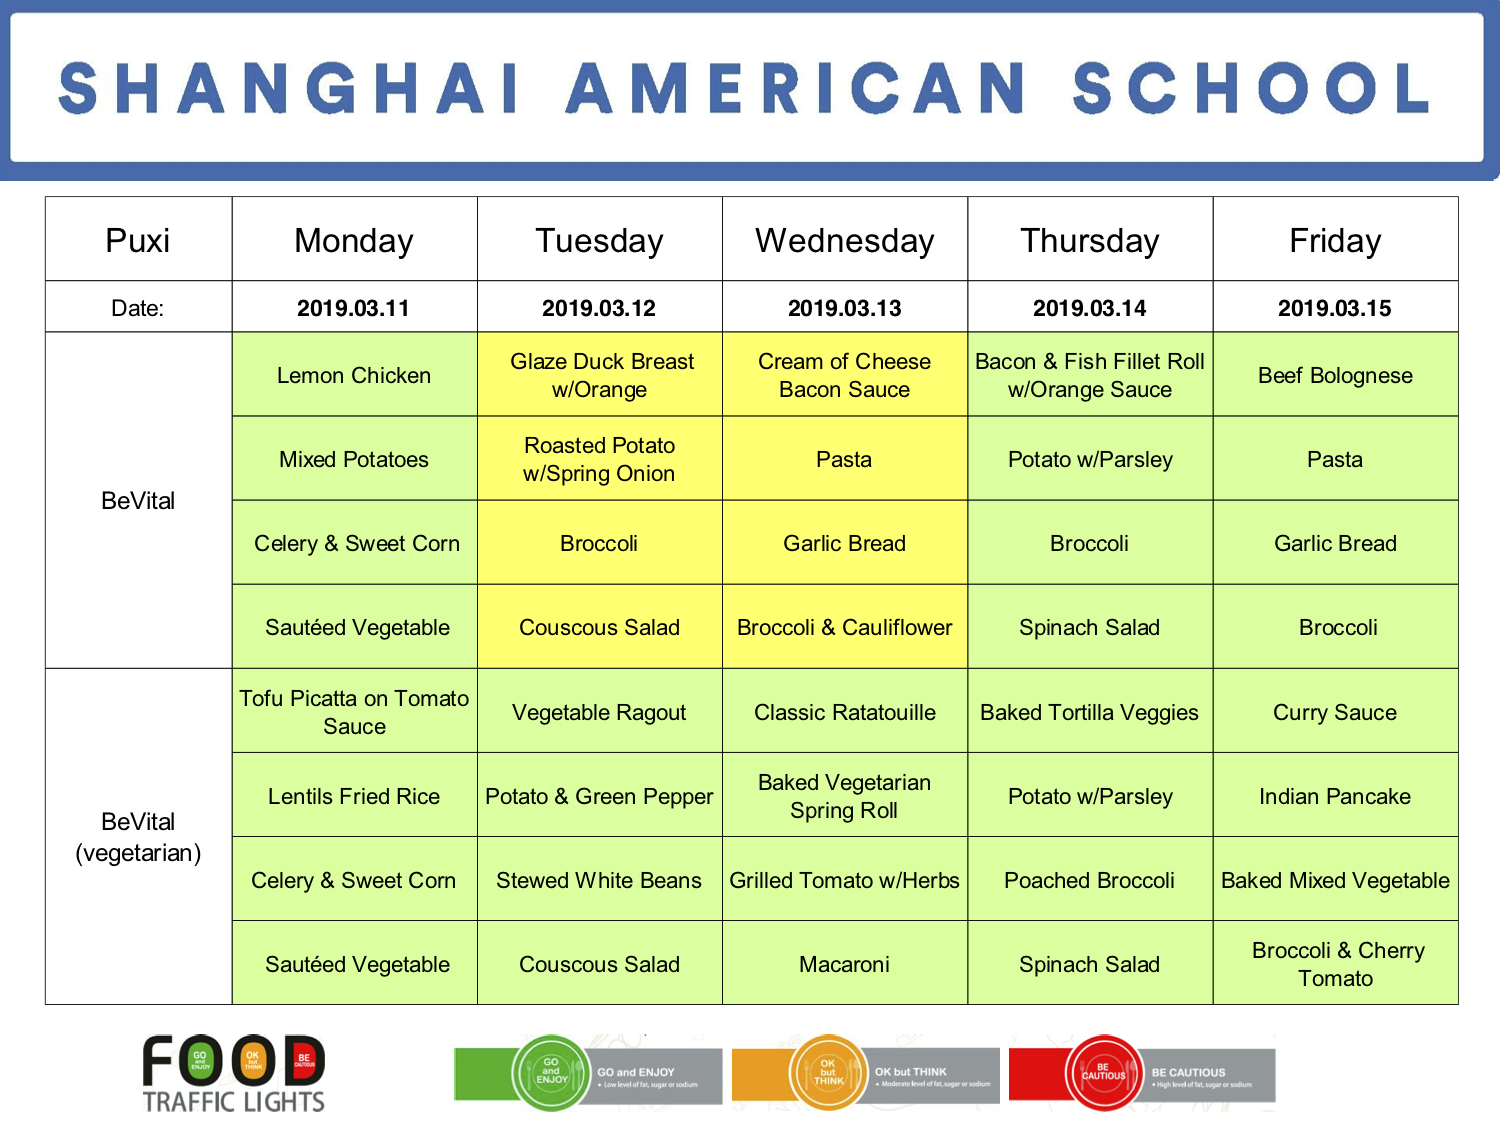 SHANGHAI AMERICAN SCHOOL
Puxi Monday Tuesday Wednesday Thursday Friday
Date: 2019.03.11 2019.03.12 2019.03.13 2019.03.14 2019.03.15
BeVital
Lemon Chicken
Glaze Duck Breast
w/Orange
Cream of Cheese
Bacon Sauce
Bacon & Fish Fillet Roll
w/Orange Sauce
Beef Bolognese
Mixed Potatoes
Roasted Potato
w/Spring Onion
Pasta
Potato w/Parsley
Pasta
Celery & Sweet Corn
Broccoli
Garlic Bread
Broccoli
Garlic Bread
Sautéed Vegetable
Couscous Salad
Broccoli & Cauliflower
Spinach Salad
Broccoli
BeVital
(vegetarian)
Tofu Picatta on Tomato
Sauce
Vegetable Ragout
Classic Ratatouille
Baked Tortilla Veggies
Curry Sauce
Lentils Fried Rice
Potato & Green Pepper
Baked Vegetarian
Spring Roll
Potato w/Parsley
Indian Pancake
Celery & Sweet Corn
Stewed White Beans
Grilled Tomato w/Herbs
Poached Broccoli
Baked Mixed Vegetable
Sautéed Vegetable
Couscous Salad
Macaroni
Spinach Salad
Broccoli & Cherry
Tomato
FOOD
GO
and
ENJOY
OK
but
THINK
BE
CAUTIOUS
TRAFFIC LIGHTS
GO
and
ENJOY
GO and ENJOY
• Low level of fat, sugar or sodium
OK
but
THINK
OK but THINK
• Moderate level of fat, sugar or sodium
BE
CAUTIOUS
BE CAUTIOUS
• High level of fat, sugar or sodium